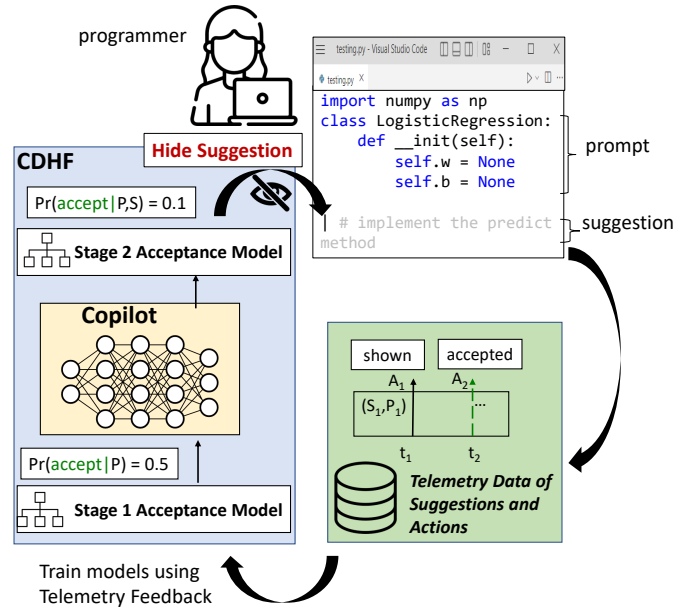 programmer
testing.py - Visual Studio Code
testing.py X
import numpy as np
class LogisticRegression:
def __init(self):
self.w = None
self.b = None
# implement the predict
method
prompt
suggestion
Hide Suggestion
CDHF
Pr(accept|P,S) = 0.1
Stage 2 Acceptance Model
Copilot
Pr(accept|P) = 0.5
Stage 1 Acceptance Model
shown
accepted
A1
A2
(S1,P1)
...
t1
t2
Telemetry Data of
Suggestions and
Actions
Train models using
Telemetry Feedback